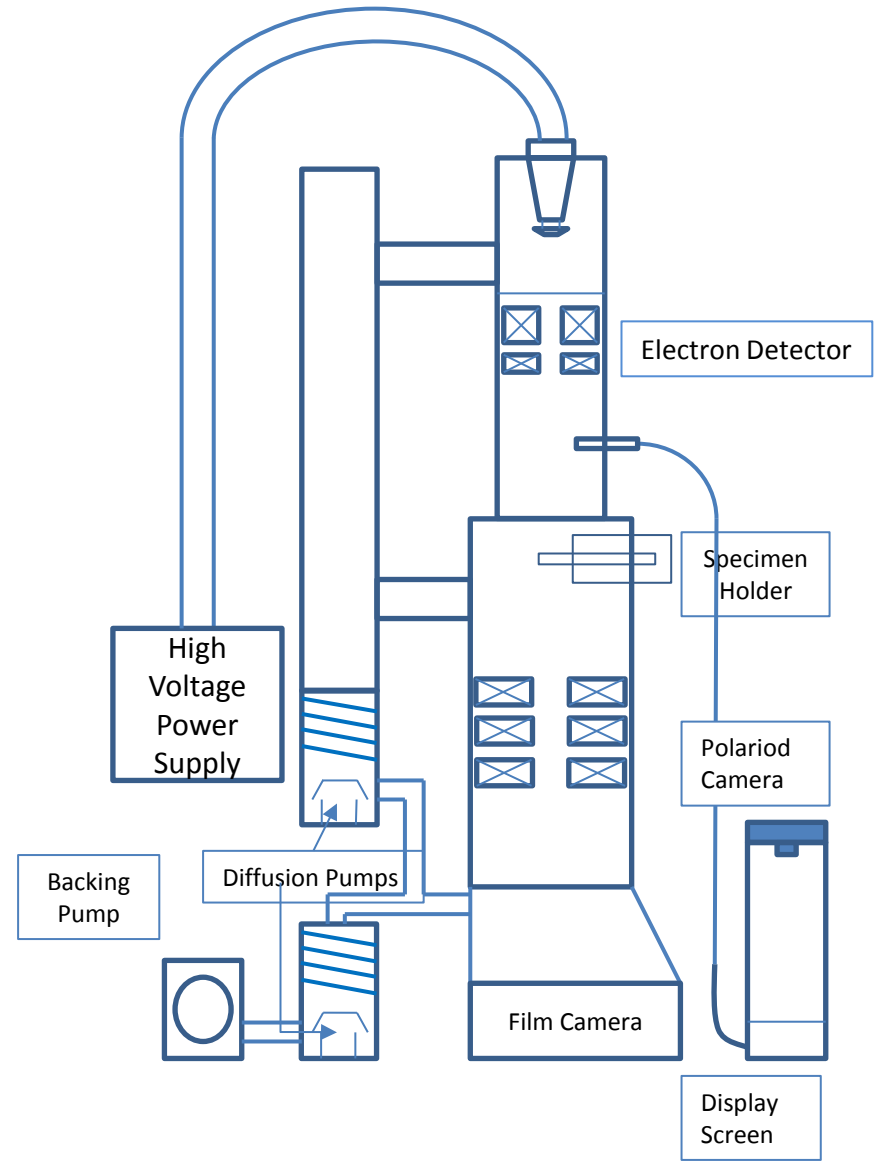 Electron Detector
Specimen
Holder
High
Voltage
Power
Supply
Polariod
Camera
Backing
Pump
Diffusion Pumps
Film Camera
Display
Screen